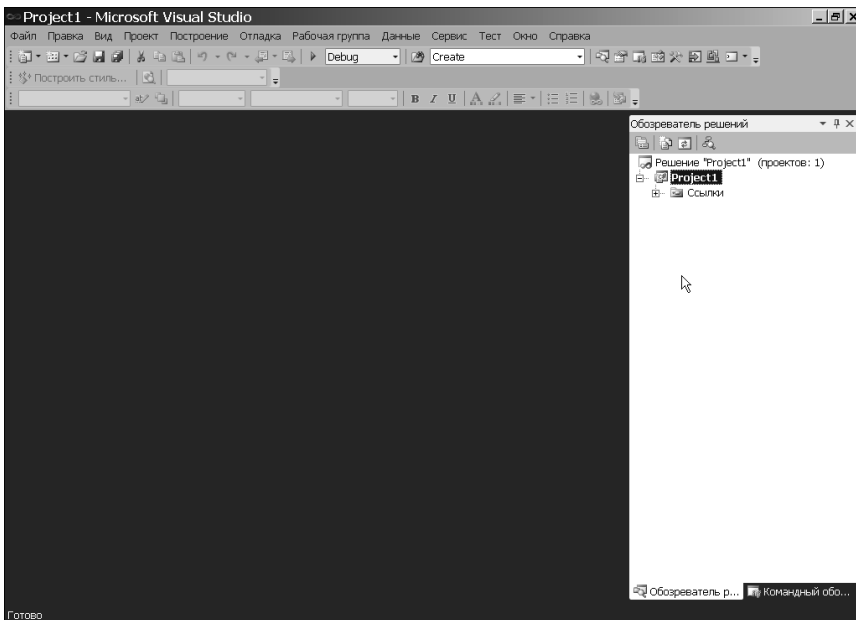 Project1 - Microsoft Visual Studio
Файл Правка Вид Проект Построение Отладка Рабочая группа Данные Сервис Тест Окно Справка
Debug Create
Построить стиль...
B I U
Обозреватель решений
Решение "Project1" (проектов: 1)
Project1
Ссылки
Обозреватель р... Командный обо...
Готово